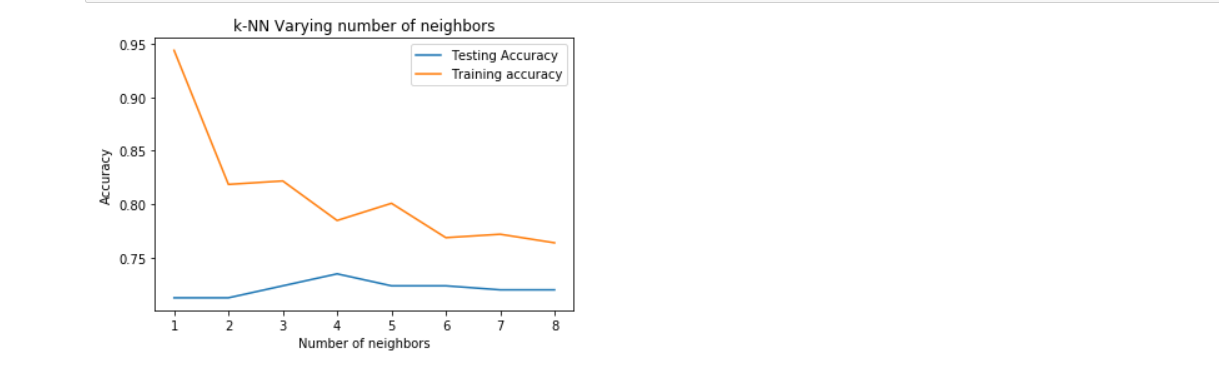 k-NN Varying number of neighbors
Testing Accuracy
Training accuracy
0.95
0.90
0.85
0.80
0.75
Accuracy
1 2 3 4 5 6 7 8
Number of neighbors